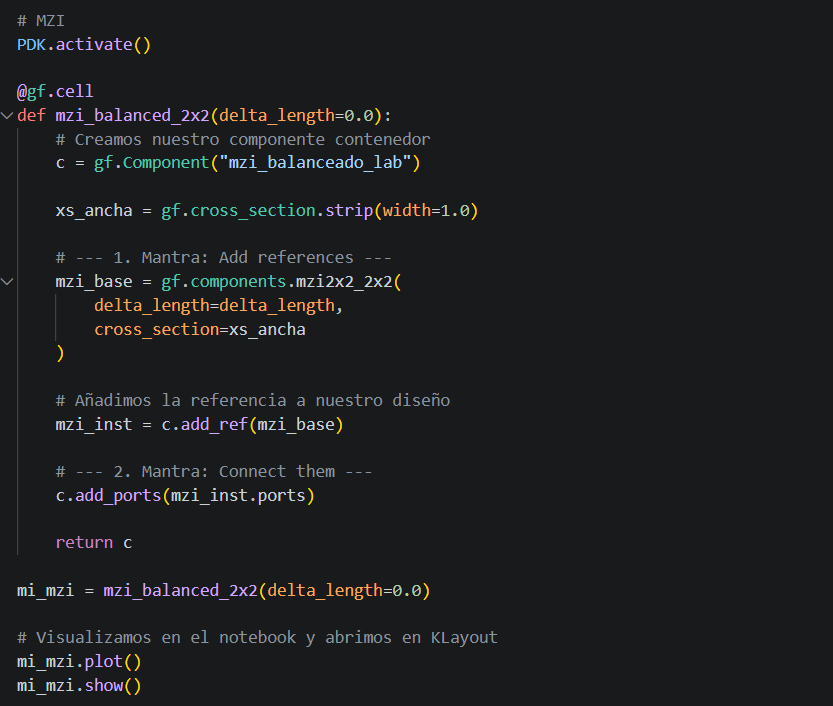 # MZI
PDK.activate()
@gf.cell
def mzi_balanced_2x2(delta_length=0.0):
    # Creamos nuestro componente contenedor
    c = gf.Component("mzi_balanceado_lab")
    xs_ancha = gf.cross_section.strip(width=1.0)
    # --- 1. Mantra: Add references ---
    mzi_base = gf.components.mzi2x2_2x2(
        delta_length=delta_length,
        cross_section=xs_ancha
    )
    # Añadimos la referencia a nuestro diseño
    mzi_inst = c.add_ref(mzi_base)
    # --- 2. Mantra: Connect them ---
    c.add_ports(mzi_inst.ports)
    return c
mi_mzi = mzi_balanced_2x2(delta_length=0.0)
# Visualizamos en el notebook y abrimos en KLayout
mi_mzi.plot()
mi_mzi.show()